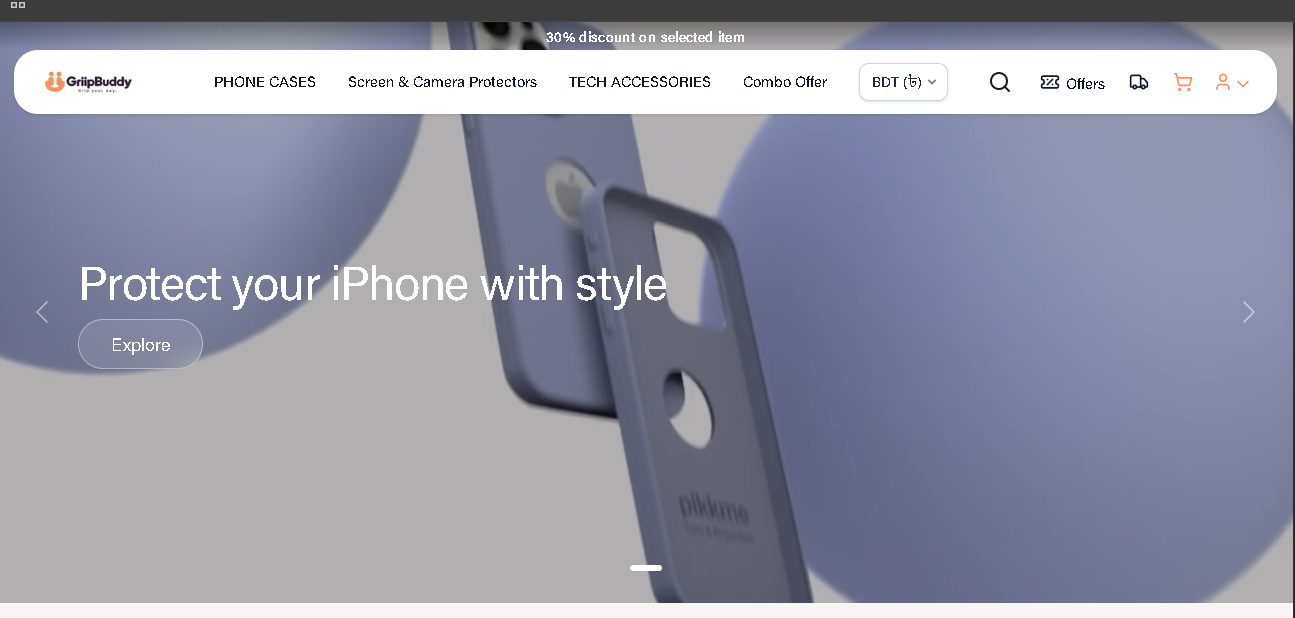 30% discount on selected item
GriipBuddy
Grip your day.
PHONE CASES
Screen & Camera Protectors
TECH ACCESSORIES
Combo Offer
BDT (৳)
Offers
Protect your iPhone with style
Explore
pikkme